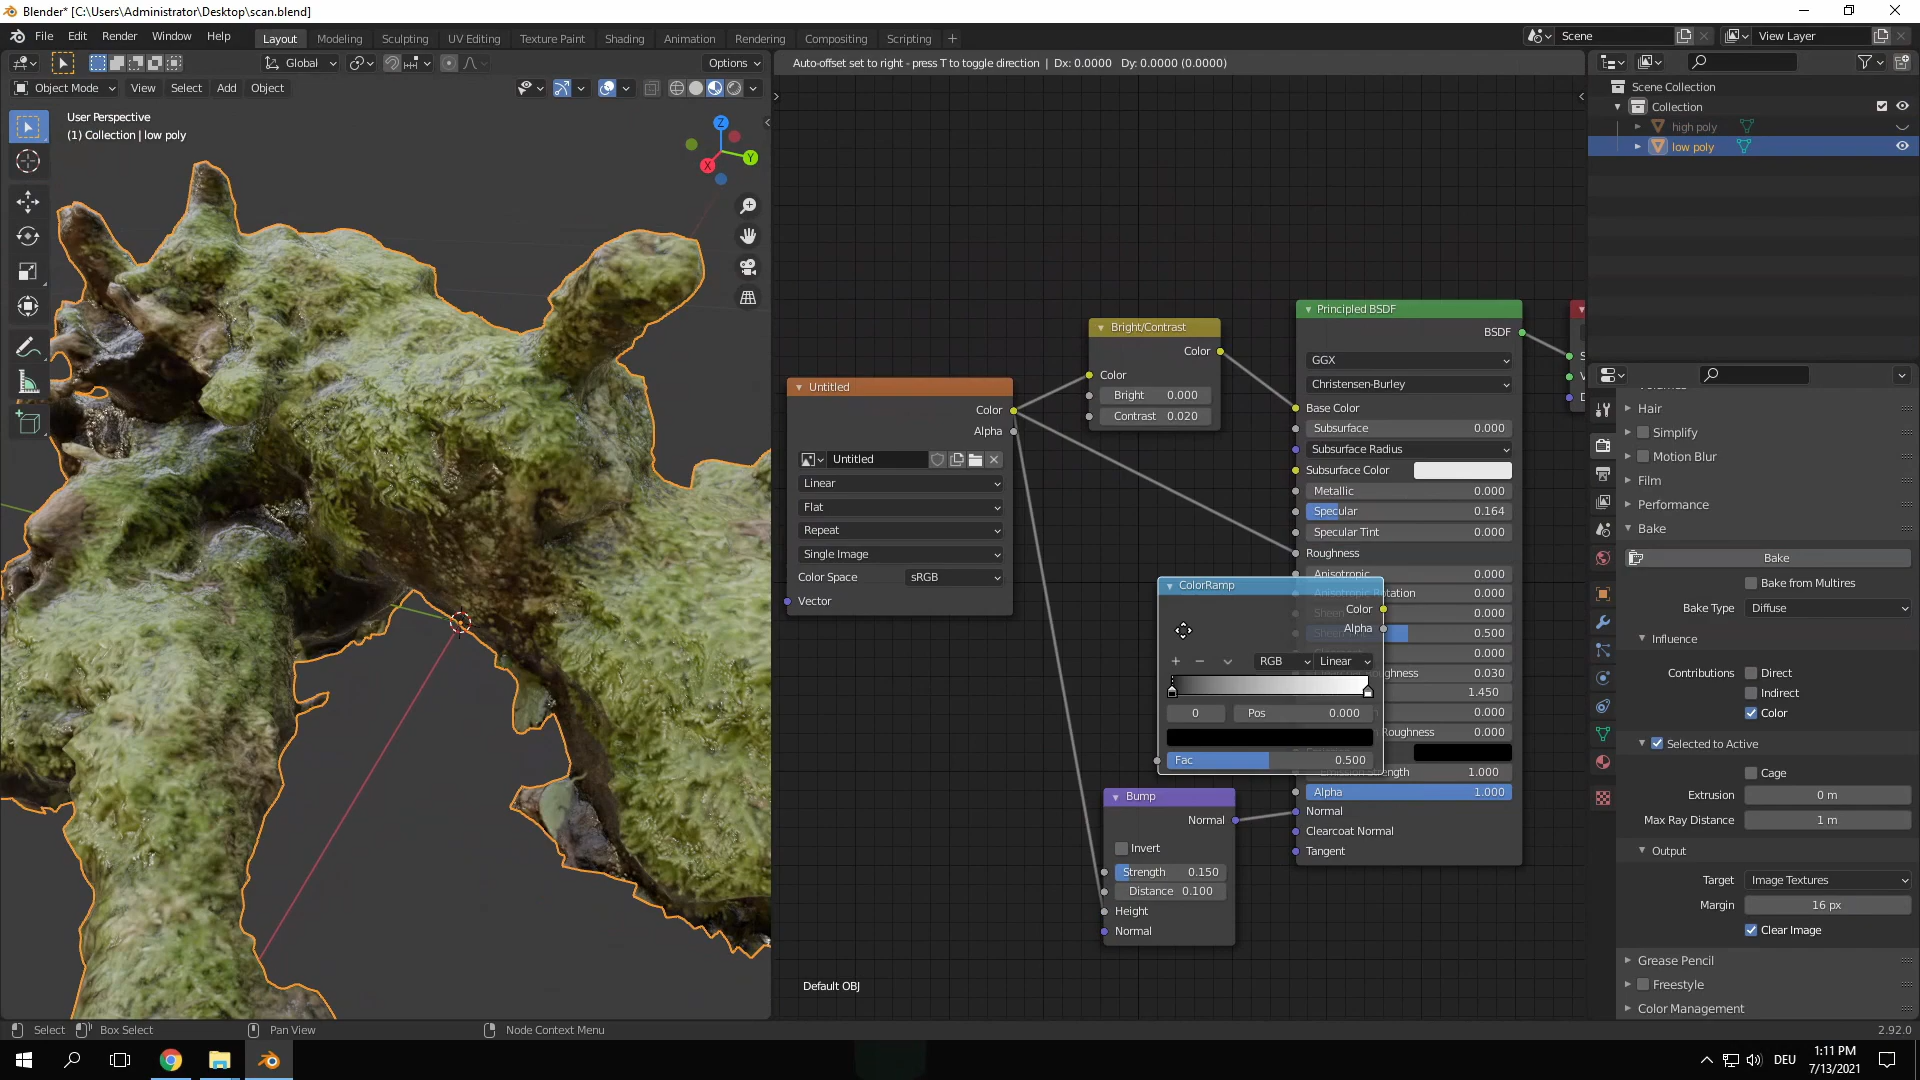 Blender* [C:\Users\Administrator\Desktop\scan.blend]
File Edit Render Window Help
Layout Modeling Sculpting UV Editing Texture Paint Shading Animation Rendering Compositing Scripting +
Scene
View Layer
Global
Options
Auto-offset set to right - press T to toggle direction | Dx: 0.0000 Dy: 0.0000 (0.0000)
Object Mode View Select Add Object
User Perspective
(1) Collection | low poly
Z
Y
X
Scene Collection
Collection
high poly
low poly
Untitled
Color
Alpha
Untitled
Linear
Flat
Repeat
Single Image
Color Space sRGB
Vector
Bright/Contrast
Color
Color
Bright 0.000
Contrast 0.020
Principled BSDF
BSDF
GGX
Christensen-Burley
Base Color
Subsurface 0.000
Subsurface Radius
Subsurface Color
Metallic 0.000
Specular 0.164
Specular Tint 0.000
Roughness
Anisotropic 0.000
Rotation 0.000
0.000
0.500
0.000
0.030
1.450
0.000
Roughness 0.000
Strength 1.000
Alpha 1.000
Normal
Clearcoat Normal
Tangent
ColorRamp
Color
Alpha
+ − RGB Linear
0 Pos 0.000
Fac 0.500
Bump
Normal
Invert
Strength 0.150
Distance 0.100
Height
Normal
Default OBJ
Hair
Simplify
Motion Blur
Film
Performance
Bake
Bake
Bake from Multires
Bake Type Diffuse
Influence
Contributions Direct
Indirect
Color
Selected to Active
Cage
Extrusion 0 m
Max Ray Distance 1 m
Output
Target Image Textures
Margin 16 px
Clear Image
Grease Pencil
Freestyle
Color Management
Select Box Select Pan View Node Context Menu
2.92.0
DEU
1:11 PM
7/13/2021